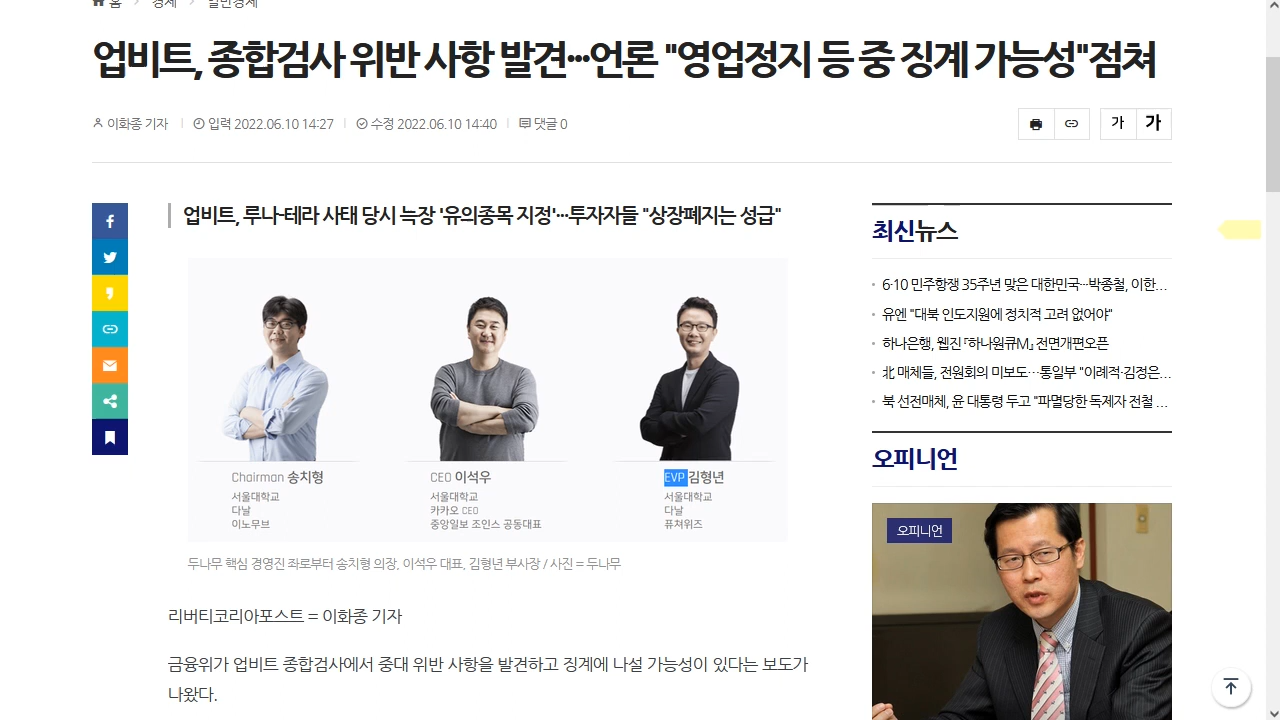 홈 > 경제 > 일반경제
업비트, 종합검사 위반 사항 발견···언론 "영업정지 등 중 징계 가능성"점쳐
이화종 기자 | 입력 2022.06.10 14:27 | 수정 2022.06.10 14:40 | 댓글 0
가 가
업비트, 루나-테라 사태 당시 늑장 '유의종목 지정'···투자자들 "상장폐지는 성급"
Chairman 송치형
서울대학교
다날
이노무브
CEO 이석우
서울대학교
카카오 CEO
중앙일보 조인스 공동대표
EVP 김형년
서울대학교
다날
퓨쳐위즈
두나무 핵심 경영진 좌로부터 송치형 의장, 이석우 대표, 김형년 부사장 / 사진 = 두나무
리버티코리아포스트 = 이화종 기자
금융위가 업비트 종합검사에서 중대 위반 사항을 발견하고 징계에 나설 가능성이 있다는 보도가
나왔다.
최신뉴스
6·10 민주항쟁 35주년 맞은 대한민국···박종철, 이한...
유엔 "대북 인도지원에 정치적 고려 없어야"
하나은행, 웹진 「하나원큐M」 전면개편오픈
北 매체들, 전원회의 미보도···통일부 "이례적·김정은...
북 선전매체, 윤 대통령 두고 "파멸당한 독재자 전철 ...
오피니언
오피니언